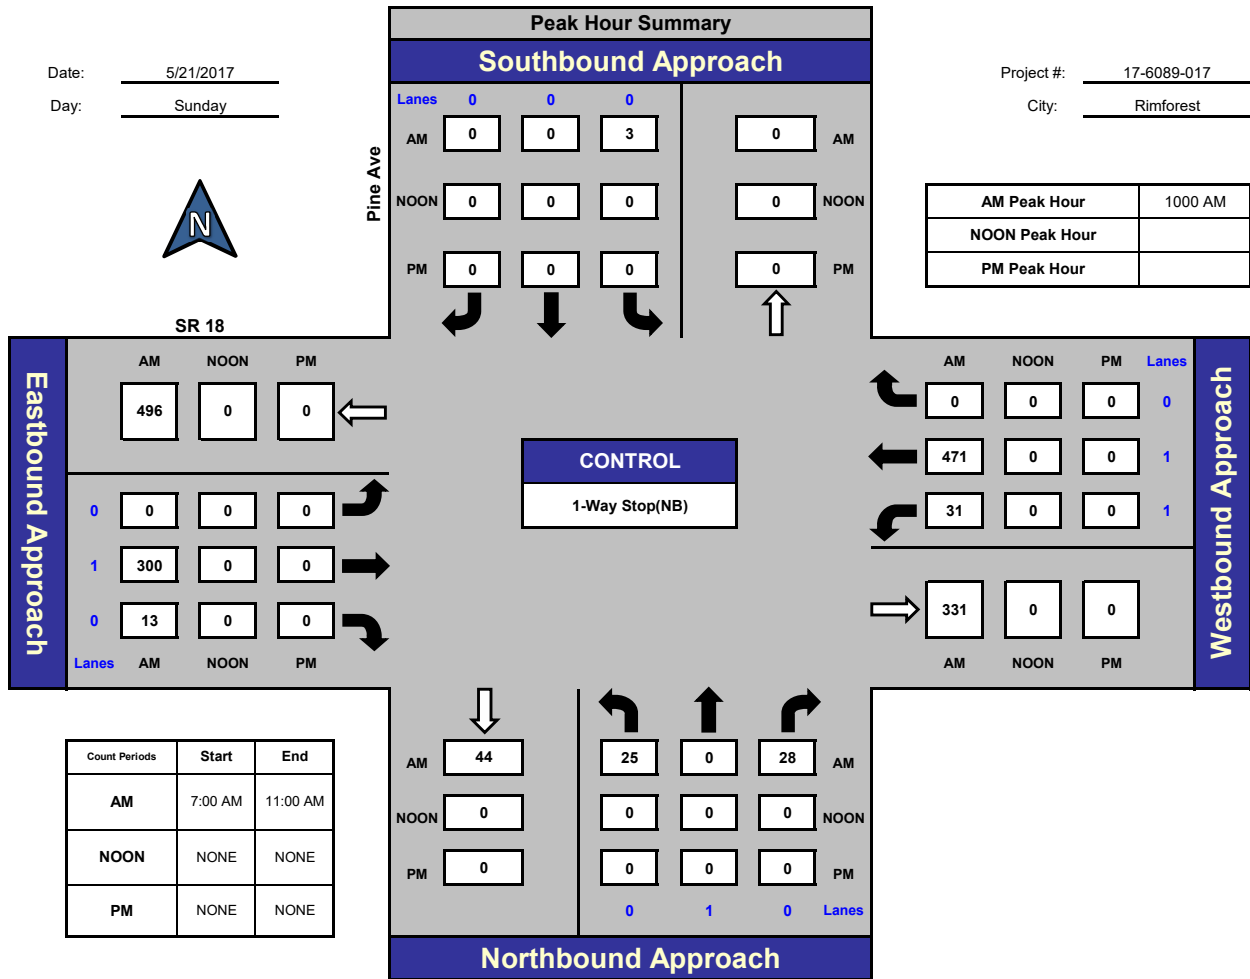 Peak Hour Summary
Southbound Approach
Date: 5/21/2017
Day: Sunday
Project #: 17-6089-017
City: Rimforest
N
Pine Ave
Lanes 0 0 0
AM 0 0 3 0 AM
NOON 0 0 0 0 NOON
PM 0 0 0 0 PM
AM Peak Hour 1000 AM
NOON Peak Hour
PM Peak Hour
SR 18
Eastbound Approach
AM NOON PM
496 0 0
0 0 0 0
1 300 0 0
0 13 0 0
Lanes AM NOON PM
CONTROL
1-Way Stop(NB)
AM NOON PM Lanes
0 0 0 0
471 0 0 1
31 0 0 1
331 0 0
AM NOON PM
Westbound Approach
Count Periods Start End
AM 7:00 AM 11:00 AM
NOON NONE NONE
PM NONE NONE
AM 44 25 0 28 AM
NOON 0 0 0 0 NOON
PM 0 0 0 0 PM
0 1 0 Lanes
Northbound Approach